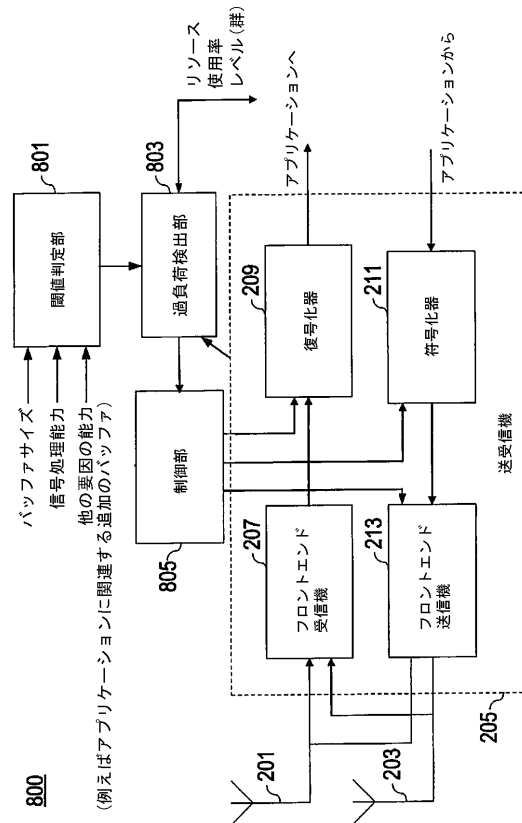 800
バッファサイズ
信号処理能力
他の要因の能力
(例えばアプリケーションに関連する追加のバッファ)
閾値判定部
801
過負荷検出部
803
リソース
使用率
レベル(群)
制御部
805
201
203
205
フロントエンド
受信機
207
復号化器
209
アプリケーションへ
フロントエンド
送信機
213
符号化器
211
アプリケーションから
送受信機